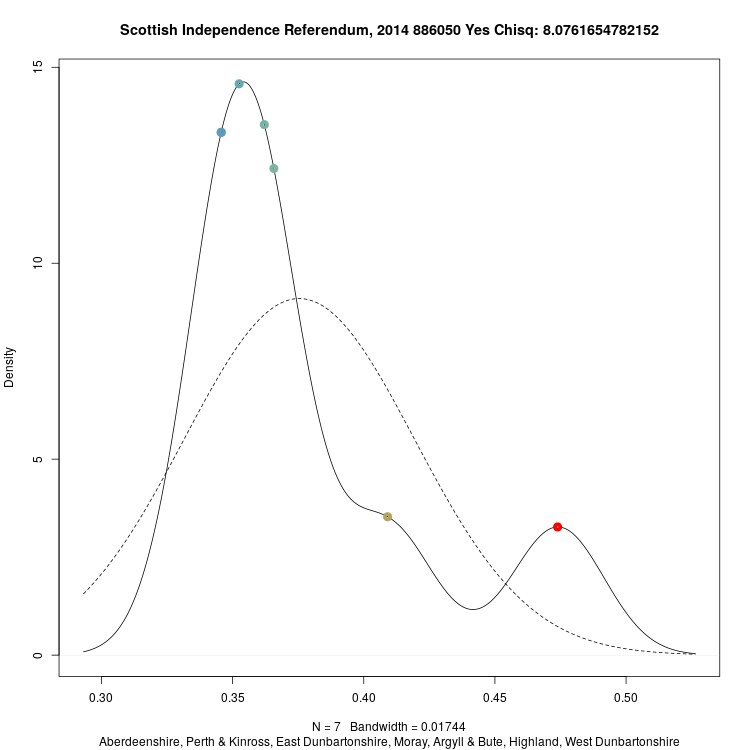 Scottish Independence Referendum, 2014 886050 Yes Chisq: 8.0761654782152
15
10
5
0
Density
0.30 0.35 0.40 0.45 0.50
N = 7 Bandwidth = 0.01744
Aberdeenshire, Perth & Kinross, East Dunbartonshire, Moray, Argyll & Bute, Highland, West Dunbartonshire